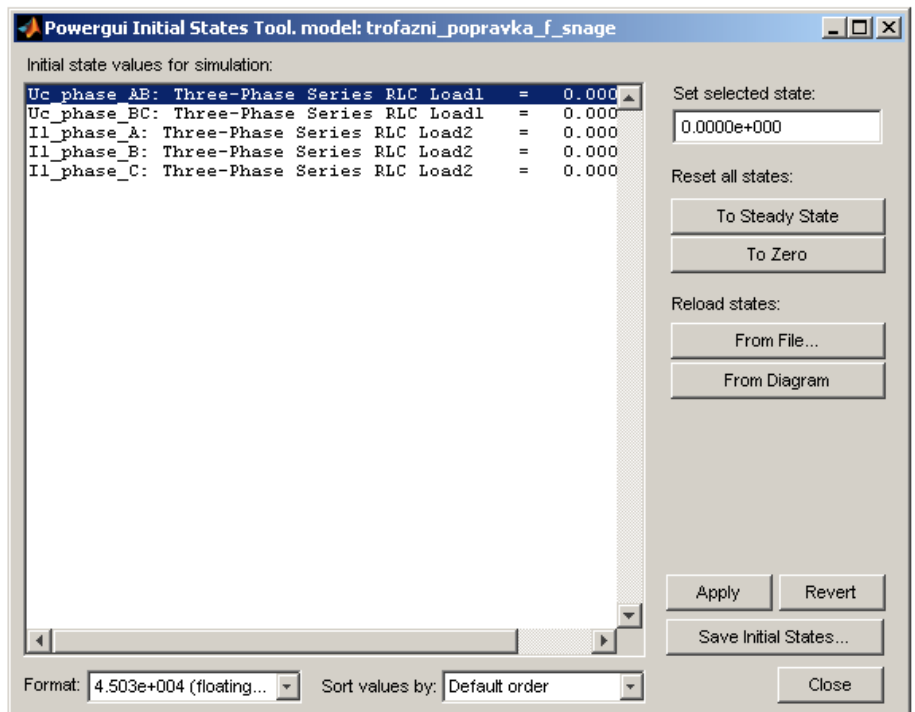 Powergui Initial States Tool. model: trofazni_popravka_f_snage
Initial state values for simulation:
Uc_phase_AB: Three-Phase Series RLC Load1 = 0.000
Uc_phase_BC: Three-Phase Series RLC Load1 = 0.000
Il_phase_A: Three-Phase Series RLC Load2 = 0.000
Il_phase_B: Three-Phase Series RLC Load2 = 0.000
Il_phase_C: Three-Phase Series RLC Load2 = 0.000
Set selected state:
0.0000e+000
Reset all states:
To Steady State
To Zero
Reload states:
From File...
From Diagram
Apply Revert
Save Initial States...
Format: 4.503e+004 (floating... Sort values by: Default order Close